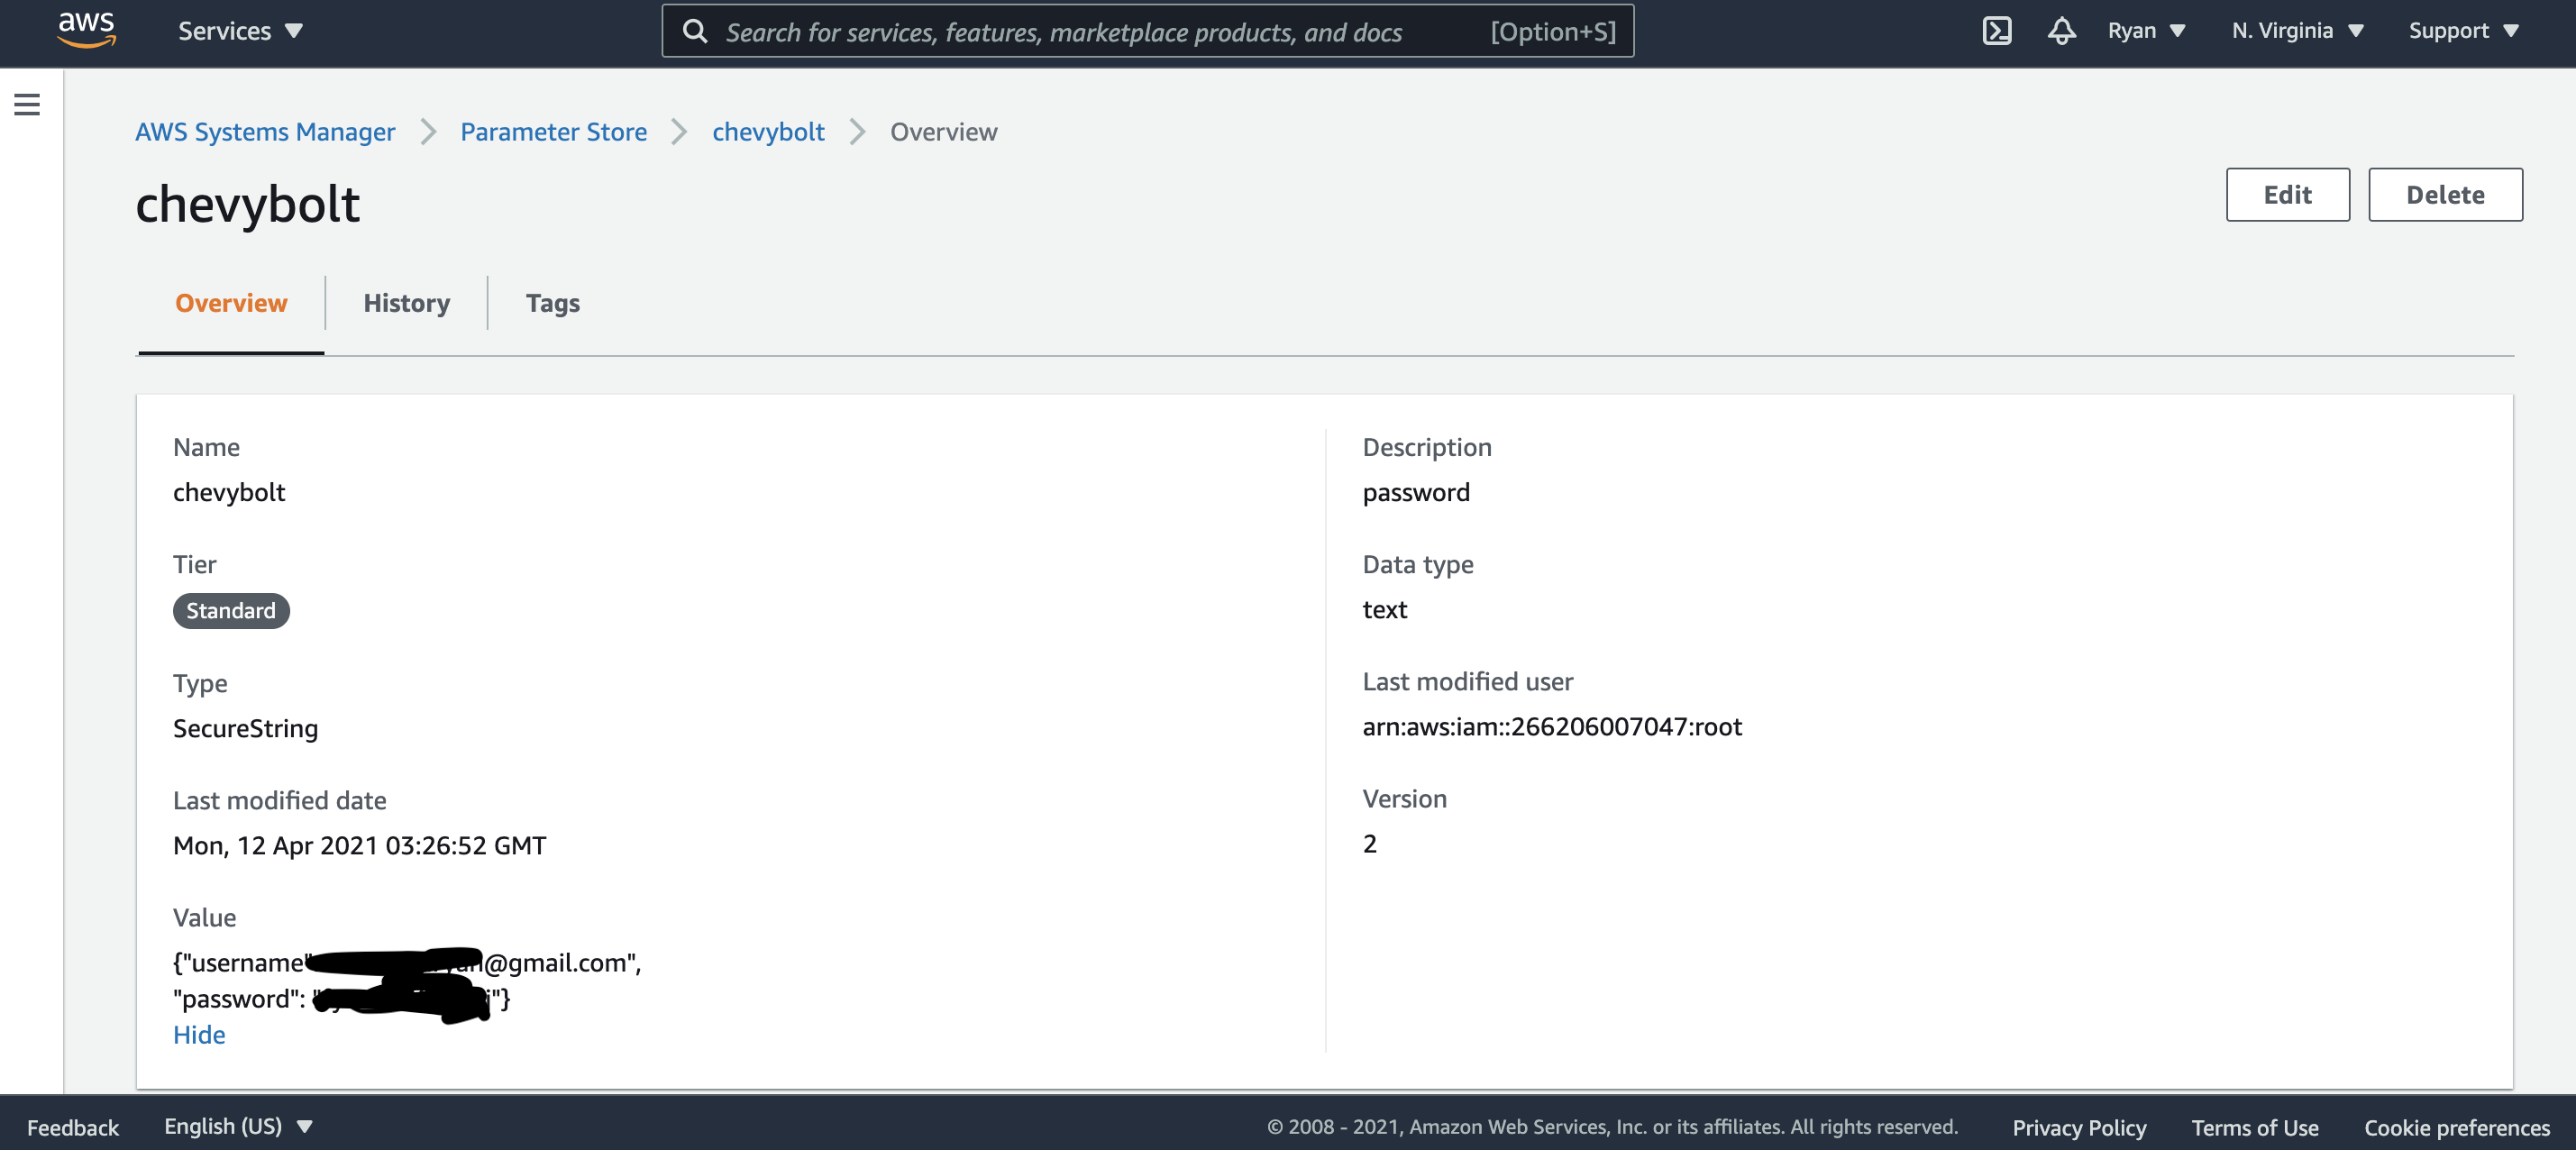 aws
Services
Search for services, features, marketplace products, and docs [Option+S]
Ryan
N. Virginia
Support
AWS Systems Manager
Parameter Store
chevybolt
Overview
chevybolt
Edit
Delete
Overview
History
Tags
Name
chevybolt
Tier
Standard
Type
SecureString
Last modified date
Mon, 12 Apr 2021 03:26:52 GMT
Value
{"username" @gmail.com",
"password": " "}
Hide
Description
password
Data type
text
Last modified user
arn:aws:iam::266206007047:root
Version
2
Feedback
English (US)
© 2008 - 2021, Amazon Web Services, Inc. or its affiliates. All rights reserved.
Privacy Policy
Terms of Use
Cookie preferences